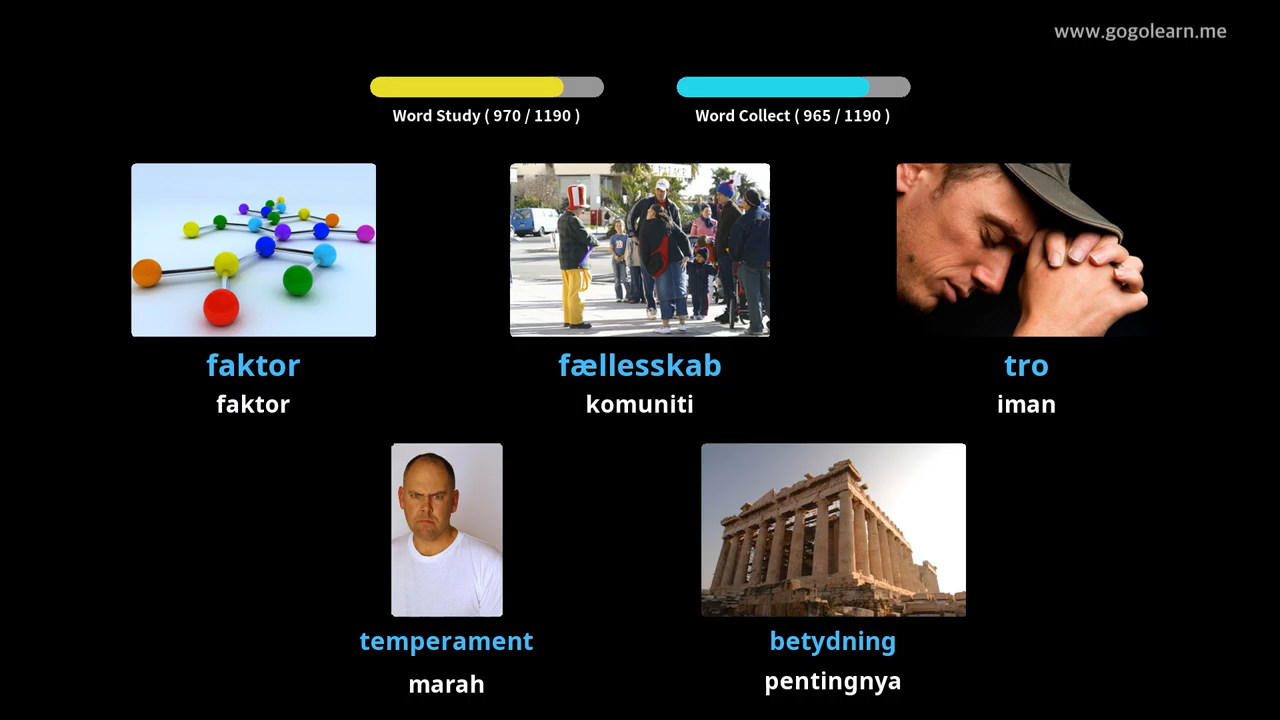 www.gogolearn.me
Word Study ( 970 / 1190 )
Word Collect ( 965 / 1190 )
faktor
faktor
fællesskab
komuniti
tro
iman
temperament
marah
betydning
pentingnya